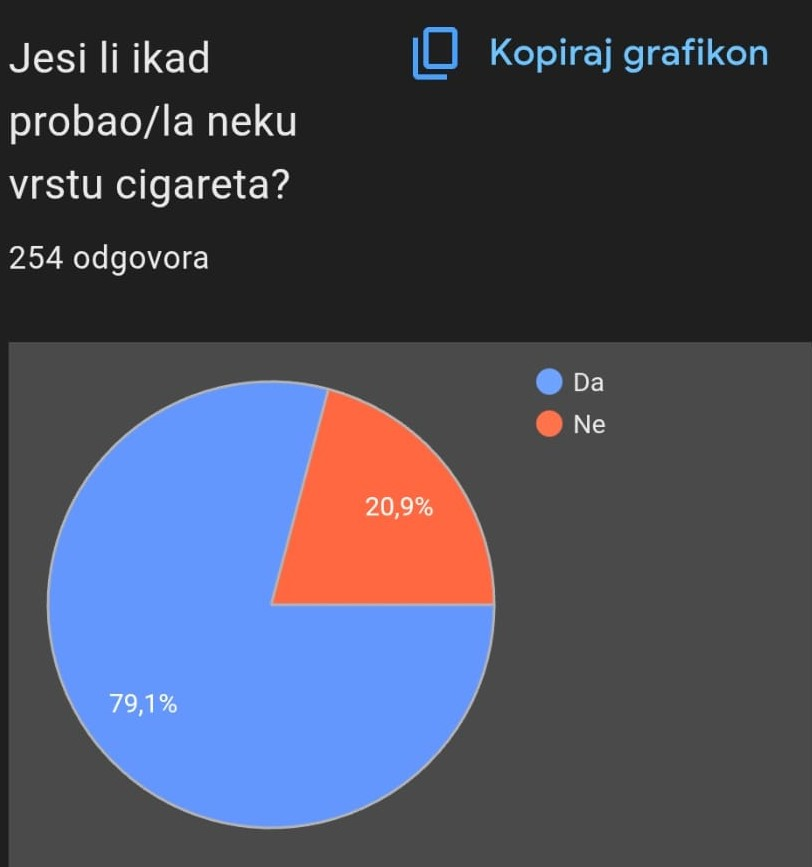 Jesi li ikad
probao/la neku
vrstu cigareta?
Kopiraj grafikon
254 odgovora
Da
Ne
20,9%
79,1%